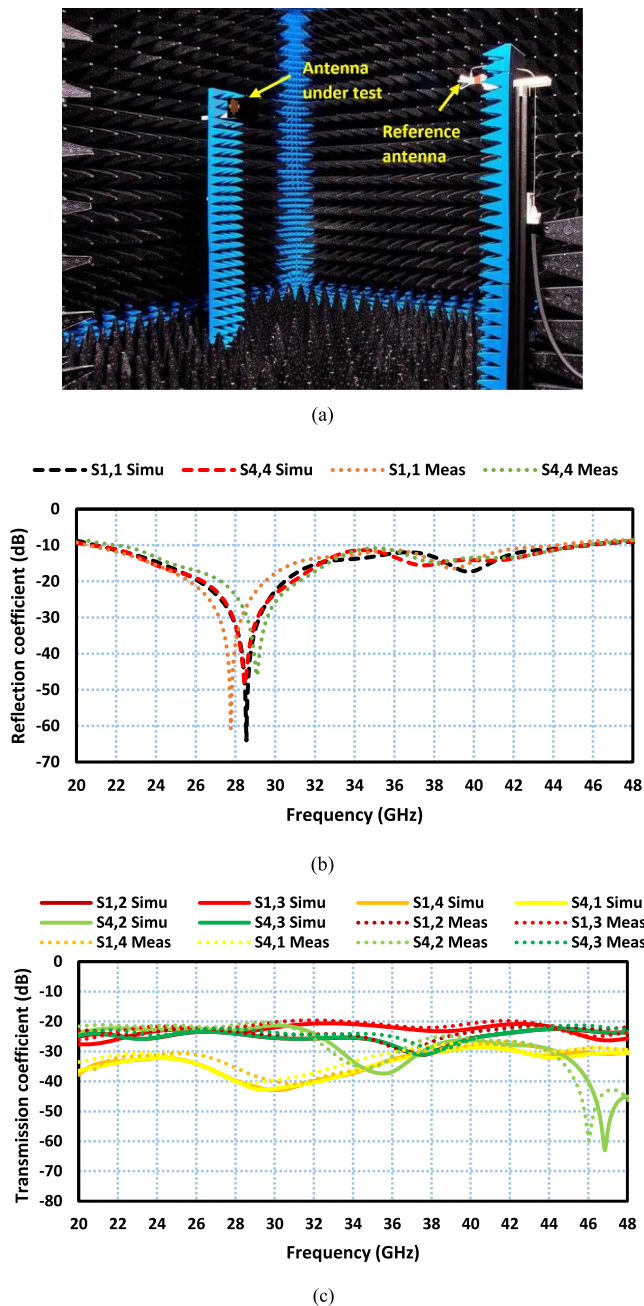 Antenna
under test
Reference
antenna
(a)
S1,1 Simu S4,4 Simu S1,1 Meas S4,4 Meas
0
-10
-20
-30
-40
-50
-60
-70
Reflection coefficient (dB)
20 22 24 26 28 30 32 34 36 38 40 42 44 46 48
Frequency (GHz)
(b)
S1,2 Simu S1,3 Simu S1,4 Simu S4,1 Simu
S4,2 Simu S4,3 Simu S1,2 Meas S1,3 Meas
S1,4 Meas S4,1 Meas S4,2 Meas S4,3 Meas
0
-10
-20
-30
-40
-50
-60
-70
-80
Transmission coefficient (dB)
20 22 24 26 28 30 32 34 36 38 40 42 44 46 48
Frequency (GHz)
(c)